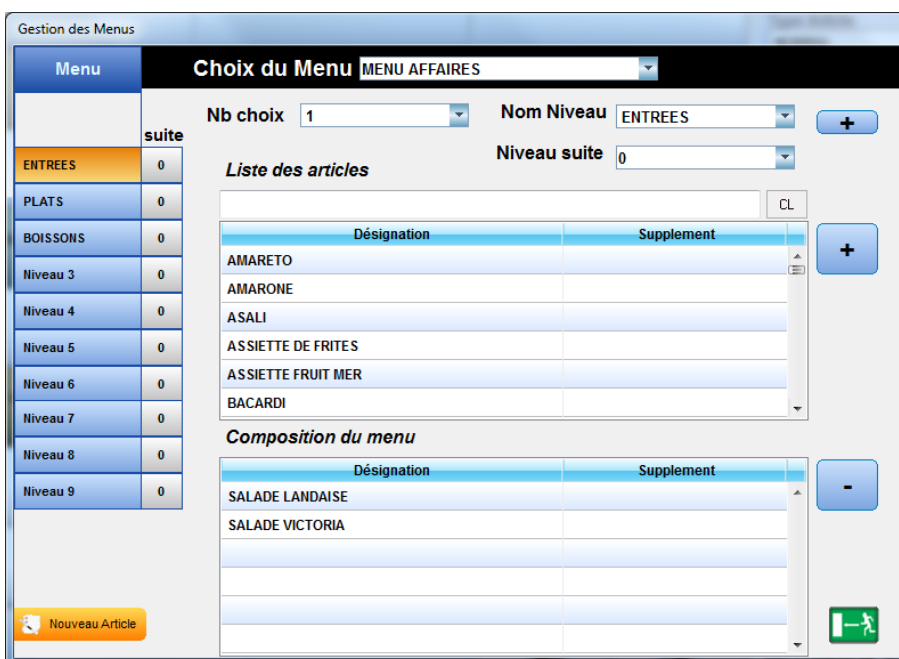 Gestion des Menus
Menu
Choix du Menu MENU AFFAIRES
Nb choix 1
Nom Niveau ENTREES
+
suite
Niveau suite 0
ENTREES 0
PLATS 0
BOISSONS 0
Niveau 3 0
Niveau 4 0
Niveau 5 0
Niveau 6 0
Niveau 7 0
Niveau 8 0
Niveau 9 0
Liste des articles
CL
Désignation Supplement
+
AMARETO
AMARONE
ASALI
ASSIETTE DE FRITES
ASSIETTE FRUIT MER
BACARDI
Composition du menu
Désignation Supplement
-
SALADE LANDAISE
SALADE VICTORIA
Nouveau Article